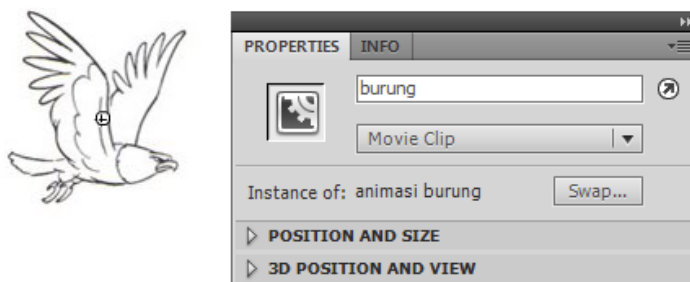 PROPERTIES INFO
burung
Movie Clip
Instance of: animasi burung Swap...
POSITION AND SIZE
3D POSITION AND VIEW